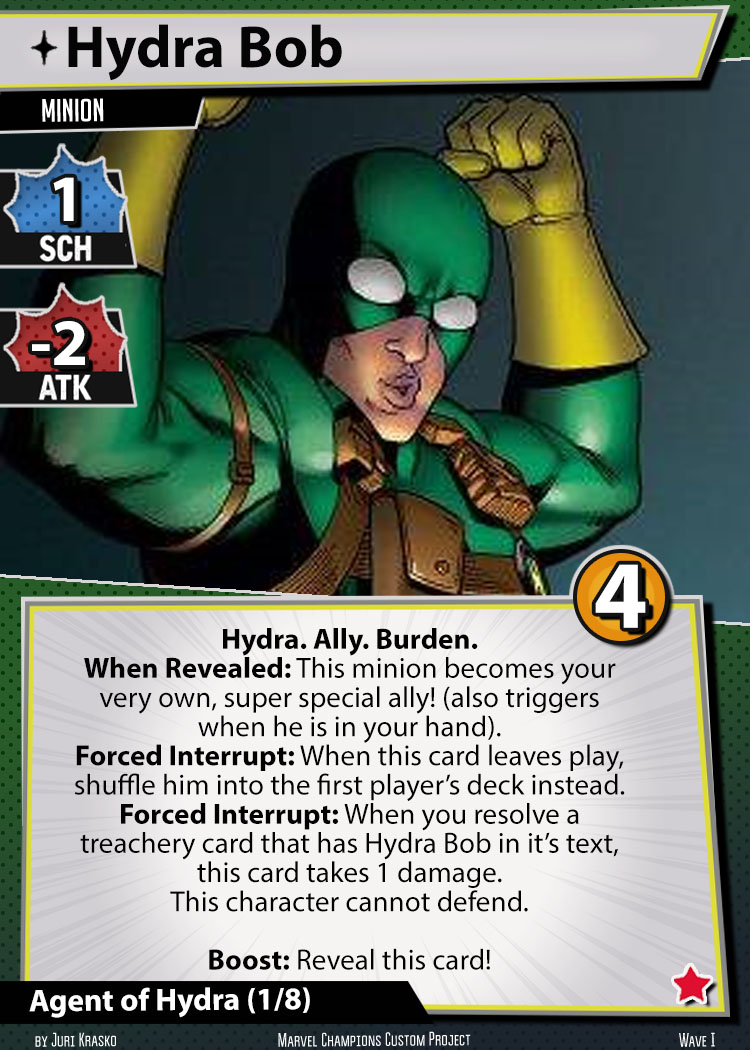 Hydra Bob
MINION
1
SCH
-2
ATK
4
Hydra. Ally. Burden.
When Revealed: This minion becomes your
very own, super special ally! (also triggers
when he is in your hand).
Forced Interrupt: When this card leaves play,
shuffle him into the first player's deck instead.
Forced Interrupt: When you resolve a
treachery card that has Hydra Bob in it's text,
this card takes 1 damage.
This character cannot defend.
Boost: Reveal this card!
Agent of Hydra (1/8)
by Juri Krasko
Marvel Champions Custom Project
Wave I